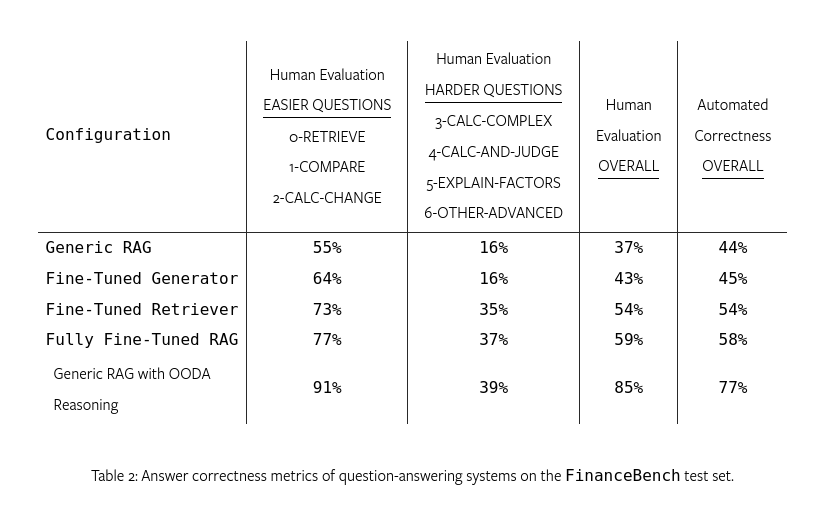 Configuration
Human Evaluation
EASIER QUESTIONS
0-RETRIEVE
1-COMPARE
2-CALC-CHANGE
Human Evaluation
HARDER QUESTIONS
3-CALC-COMPLEX
4-CALC-AND-JUDGE
5-EXPLAIN-FACTORS
6-OTHER-ADVANCED
Human
Evaluation
OVERALL
Automated
Correctness
OVERALL
Generic RAG 55% 16% 37% 44%
Fine-Tuned Generator 64% 16% 43% 45%
Fine-Tuned Retriever 73% 35% 54% 54%
Fully Fine-Tuned RAG 77% 37% 59% 58%
Generic RAG with OODA
Reasoning
91% 39% 85% 77%
Table 2: Answer correctness metrics of question-answering systems on the FinanceBench test set.